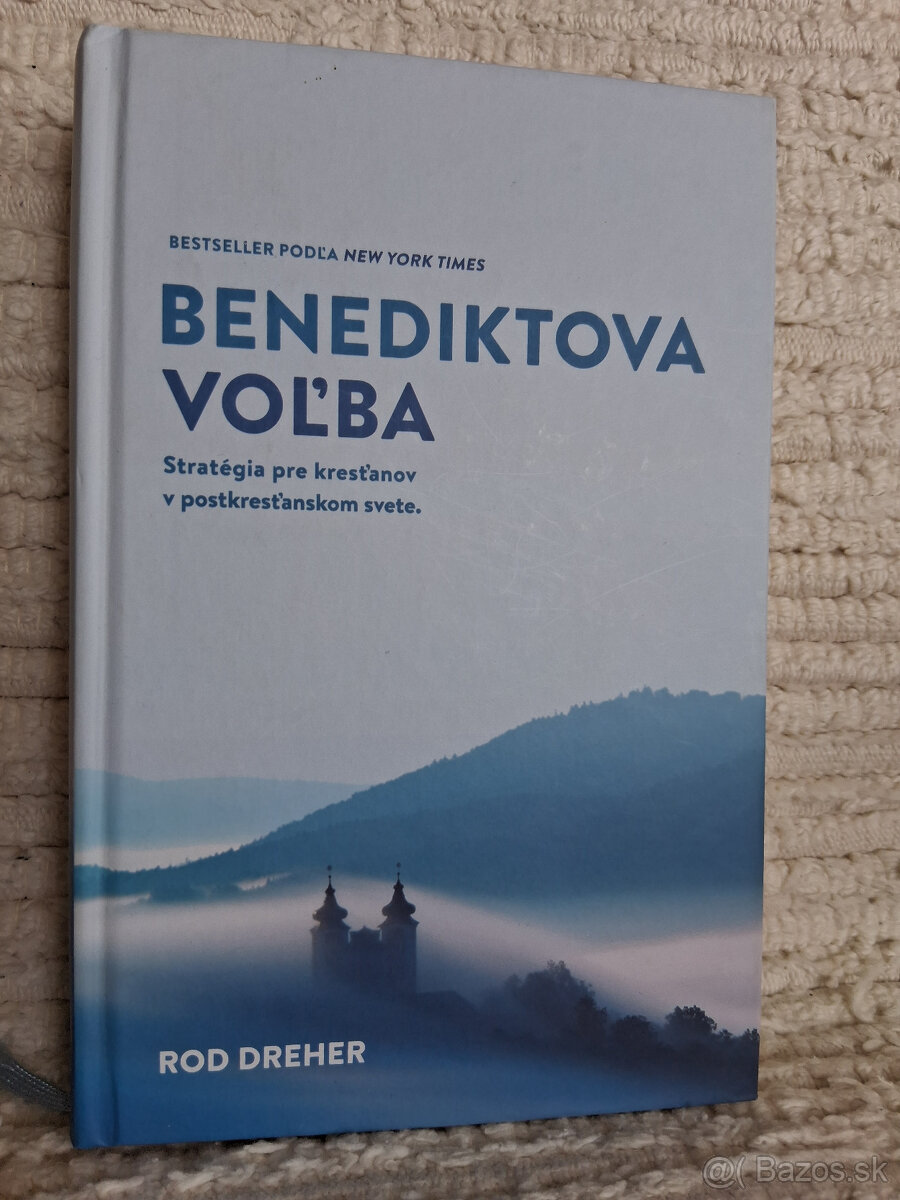 BESTSELLER PODĽA NEW YORK TIMES
BENEDIKTOVA
VOĽBA
Stratégia pre kresťanov
v postkresťanskom svete.
ROD DREHER
@( Bazos.sk